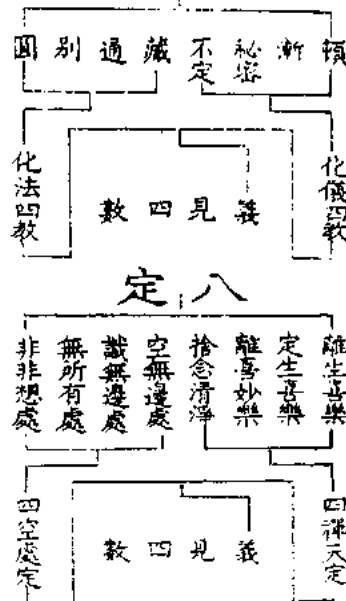 頓
漸
秘密
不定
藏
通
別
圓
化儀四教
化法四教
義見四數
八定
離生喜樂
定生喜樂
離喜妙樂
捨念清淨
空無邊處
識無邊處
無所有處
非非想處
四禪天定
四空處定
義見四數